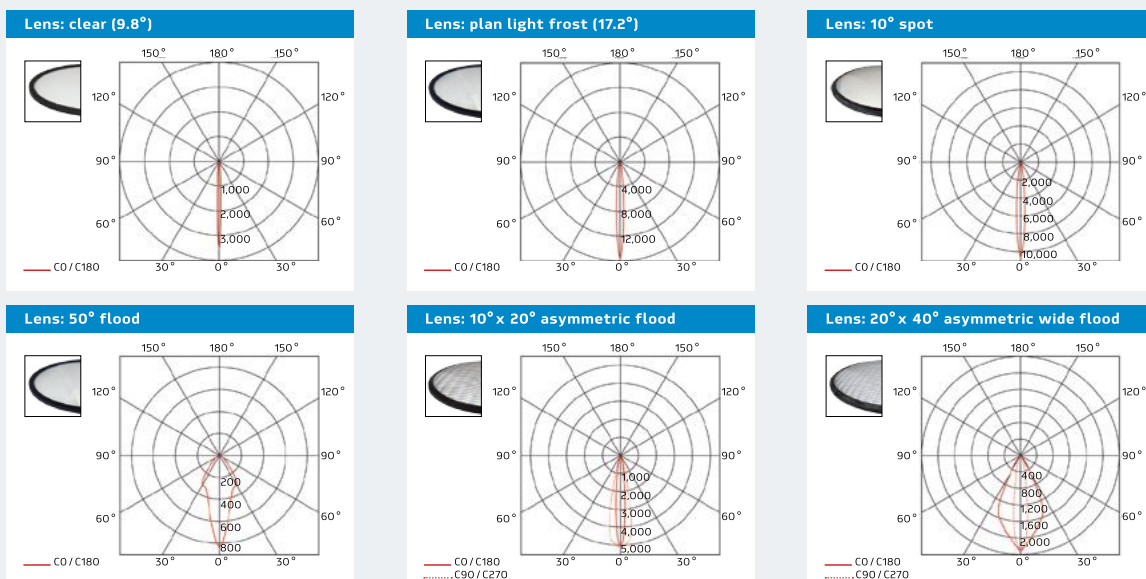 Lens: clear (9.8°)
150° 180° 150°
120° 120°
90° 90°
60° 60°
1,000
2,000
3,000
30° 0° 30°
C0 / C180
Lens: plan light frost (17.2°)
150° 180° 150°
120° 120°
90° 90°
60° 60°
4,000
8,000
12,000
30° 0° 30°
C0 / C180
Lens: 10° spot
150° 180° 150°
120° 120°
90° 90°
60° 60°
2,000
4,000
6,000
8,000
10,000
30° 0° 30°
C0 / C180
Lens: 50° flood
150° 180° 150°
120° 120°
90° 90°
60° 60°
200
400
600
800
30° 0° 30°
C0 / C180
Lens: 10° x 20° asymmetric flood
150° 180° 150°
120° 120°
90° 90°
60° 60°
1,000
2,000
3,000
4,000
5,000
30° 0° 30°
C0 / C180
C90 / C270
Lens: 20° x 40° asymmetric wide flood
150° 180° 150°
120° 120°
90° 90°
60° 60°
400
800
1,200
1,600
2,000
30° 0° 30°
C0 / C180
C90 / C270